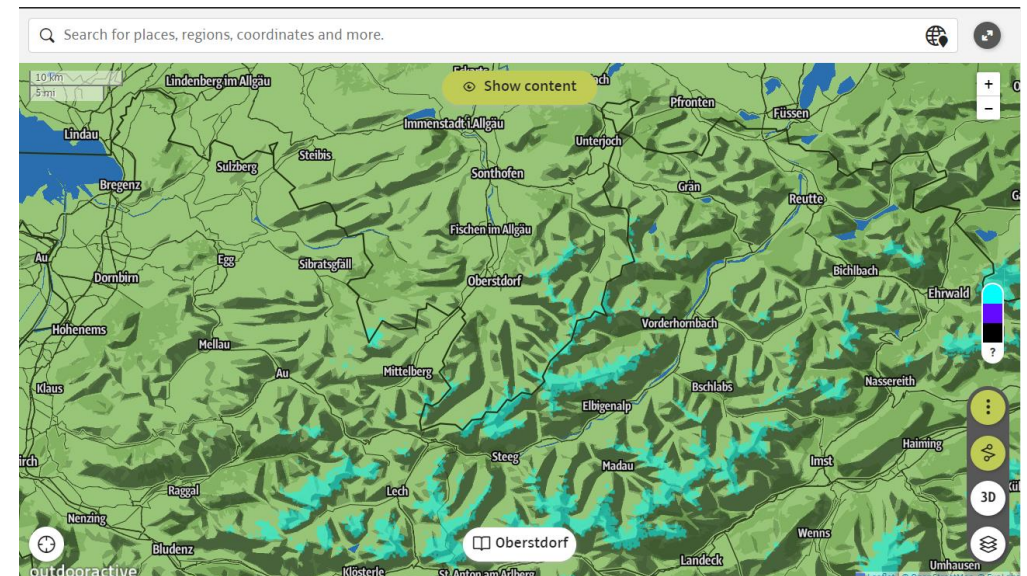 Search for places, regions, coordinates and more.
10 km
5 mi
Lindenberg im Allgäu
Show content
+
−
Pfronten
Füssen
Lindau
Immenstadt i. Allgäu
Unterjoch
Steibis
Sulzberg
Sonthofen
Bregenz
Grän
Reutte
Fischen im Allgäu
Au
Egg
Sibratsgfäll
Bichlbach
Dornbirn
Oberstdorf
Ehrwald
Hohenems
Vorderhornbach
Mellau
?
Au
Mittelberg
Nassereith
Klaus
Bschlabs
Elbigenalp
Haiming
Steeg
Imst
Madau
Raggal
Lech
3D
Nenzing
Wenns
Oberstdorf
Bludenz
Landeck
Umhausen
outdooractive
Klösterle
St. Anton am Arlberg